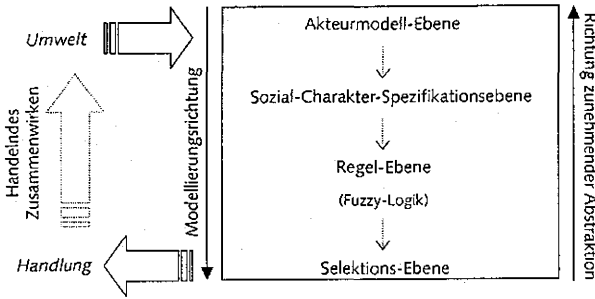 Umwelt
Handelndes
Zusammenwirken
Handlung
Modellierungsrichtung
Akteurmodell-Ebene
Sozial-Charakter-Spezifikationsebene
Regel-Ebene
(Fuzzy-Logik)
Selektions-Ebene
Richtung zunehmender Abstraktion